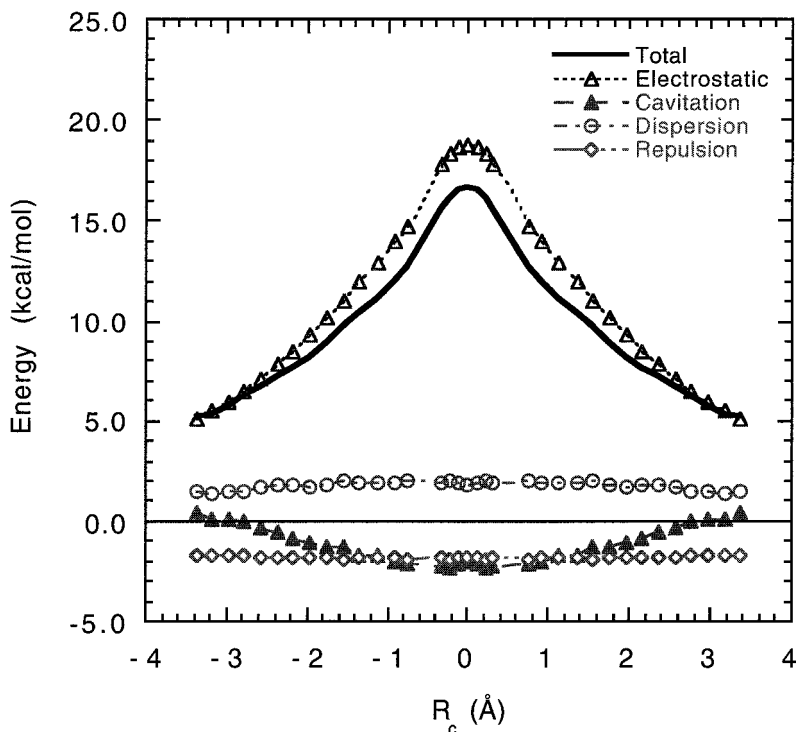 25.0
20.0
15.0
10.0
5.0
0.0
-5.0
Energy (kcal/mol)
Total
Electrostatic
Cavitation
Dispersion
Repulsion
-4 -3 -2 -1 0 1 2 3 4
Rc (Å)